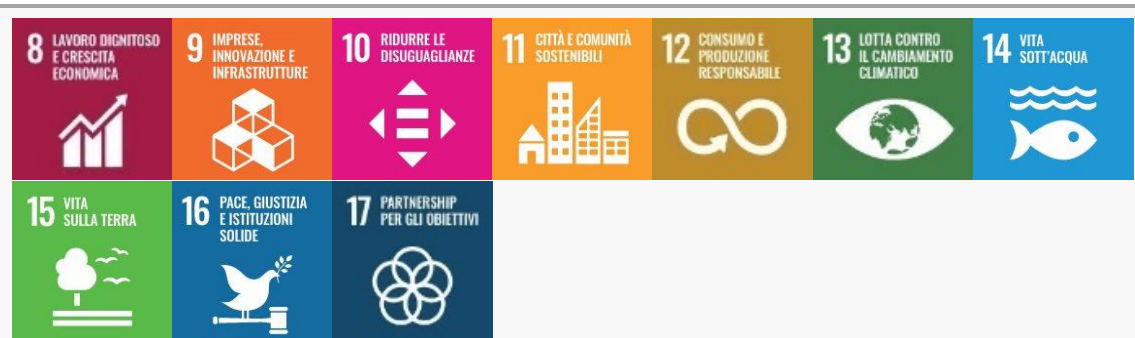 8 LAVORO DIGNITOSO
E CRESCITA
ECONOMICA
9 IMPRESE,
INNOVAZIONE E
INFRASTRUTTURE
10 RIDURRE LE
DISUGUAGLIANZE
11 CITTÀ E COMUNITÀ
SOSTENIBILI
12 CONSUMO E
PRODUZIONE
RESPONSABILE
13 LOTTA CONTRO
IL CAMBIAMENTO
CLIMATICO
14 VITA
SOTT'ACQUA
15 VITA
SULLA TERRA
16 PACE, GIUSTIZIA
E ISTITUZIONI
SOLIDE
17 PARTNERSHIP
PER GLI OBIETTIVI